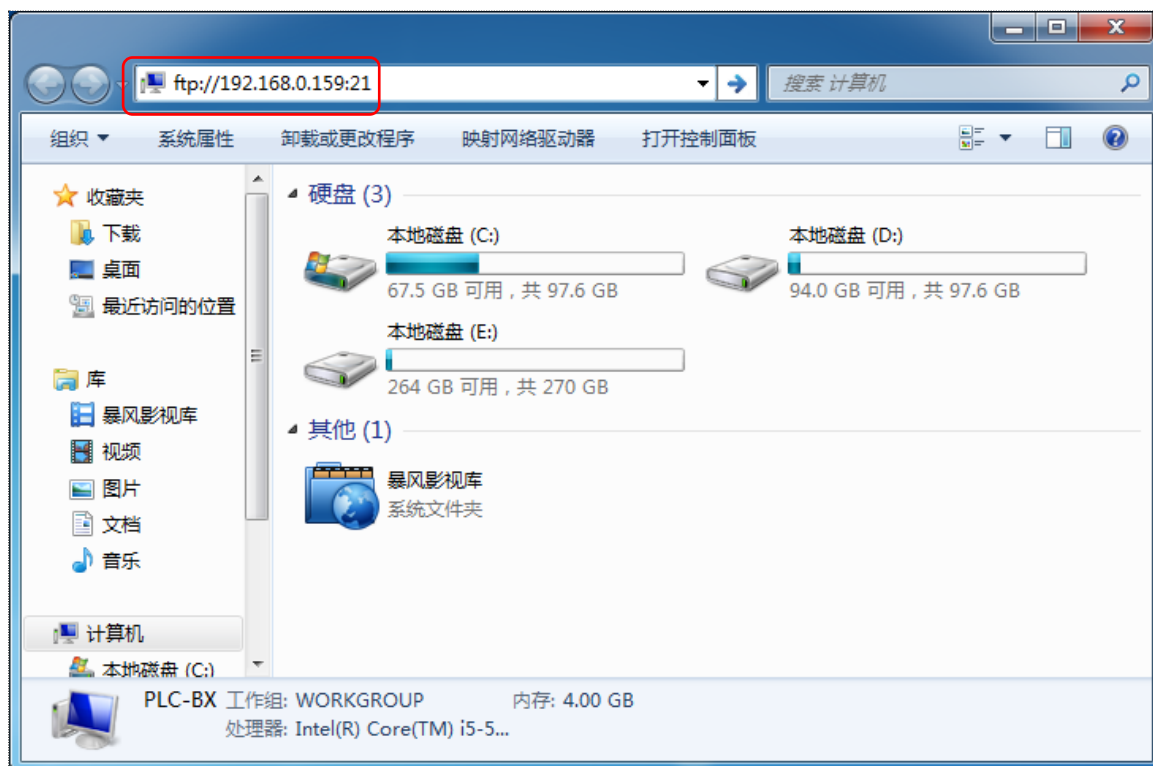 ftp://192.168.0.159:21
搜索 计算机
组织 系统属性 卸载或更改程序 映射网络驱动器 打开控制面板
收藏夹
下载
桌面
最近访问的位置
库
暴风影视库
视频
图片
文档
音乐
计算机
本地磁盘 (C:)
硬盘 (3)
本地磁盘 (C:)
67.5 GB 可用，共 97.6 GB
本地磁盘 (D:)
94.0 GB 可用，共 97.6 GB
本地磁盘 (E:)
264 GB 可用，共 270 GB
其他 (1)
暴风影视库
系统文件夹
PLC-BX 工作组: WORKGROUP 内存: 4.00 GB
处理器: Intel(R) Core(TM) i5-5...